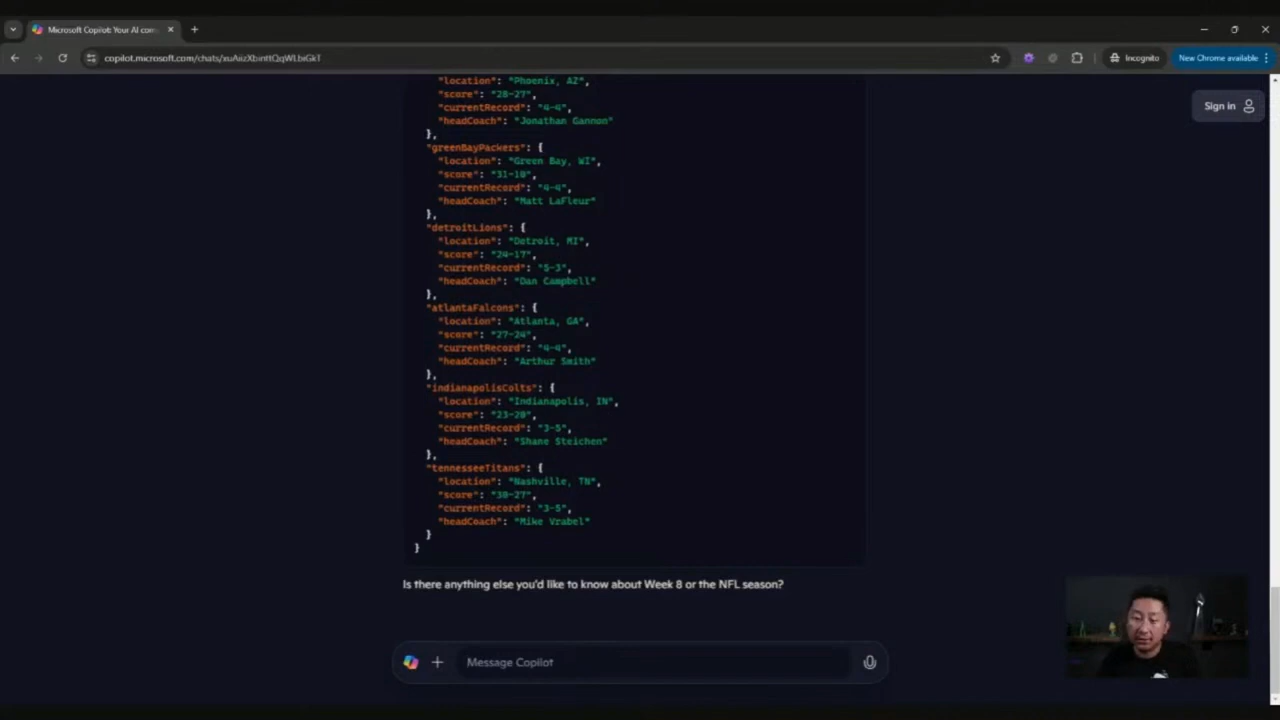 Microsoft Copilot: Your AI com
copilot.microsoft.com/chats/xuAiizXbinttQqWLbiGkT
Incognito
New Chrome available
Sign in
"location": "Phoenix, AZ",
"score": "28-27",
"currentRecord": "4-4",
"headCoach": "Jonathan Gannon"
},
"greenBayPackers": {
"location": "Green Bay, WI",
"score": "31-10",
"currentRecord": "4-4",
"headCoach": "Matt LaFleur"
},
"detroitLions": {
"location": "Detroit, MI",
"score": "24-17",
"currentRecord": "5-3",
"headCoach": "Dan Campbell"
},
"atlantaFalcons": {
"location": "Atlanta, GA",
"score": "27-24",
"currentRecord": "4-4",
"headCoach": "Arthur Smith"
},
"indianapolisColts": {
"location": "Indianapolis, IN",
"score": "23-20",
"currentRecord": "3-5",
"headCoach": "Shane Steichen"
},
"tennesseeTitans": {
"location": "Nashville, TN",
"score": "30-27",
"currentRecord": "3-5",
"headCoach": "Mike Vrabel"
}
}
Is there anything else you'd like to know about Week 8 or the NFL season?
Message Copilot